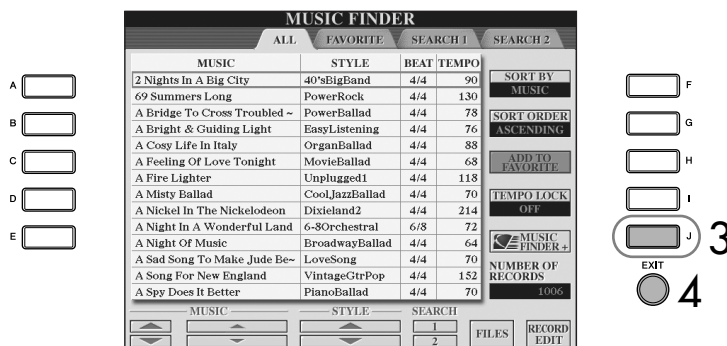 MUSIC FINDER
ALL FAVORITE SEARCH 1 SEARCH 2
MUSIC STYLE BEAT TEMPO
2 Nights In A Big City 40'sBigBand 4/4 90
69 Summers Long PowerRock 4/4 130
A Bridge To Cross Troubled ~ PowerBallad 4/4 78
A Bright & Guiding Light EasyListening 4/4 76
A Cosy Life In Italy OrganBallad 4/4 88
A Feeling Of Love Tonight MovieBallad 4/4 68
A Fire Lighter Unplugged1 4/4 118
A Misty Ballad CoolJazzBallad 4/4 70
A Nickel In The Nickelodeon Dixieland2 4/4 214
A Night In A Wonderful Land 6-8Orchestral 6/8 72
A Night Of Music BroadwayBallad 4/4 64
A Sad Song To Make Jude Be~ LoveSong 4/4 70
A Song For New England VintageGtrPop 4/4 152
A Spy Does It Better PianoBallad 4/4 70
SORT BY
MUSIC
SORT ORDER
ASCENDING
ADD TO
FAVORITE
TEMPO LOCK
OFF
MUSIC
FINDER +
NUMBER OF
RECORDS
1006
MUSIC STYLE SEARCH
1
2
FILES
RECORD
EDIT
A
B
C
D
E
F
G
H
I
J
3
EXIT
4